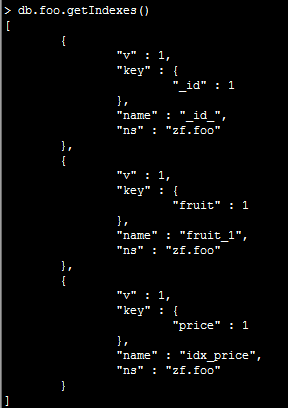 > db.foo.getIndexes()
[
        {
                "v" : 1,
                "key" : {
                        "_id" : 1
                },
                "name" : "_id_",
                "ns" : "zf.foo"
        },
        {
                "v" : 1,
                "key" : {
                        "fruit" : 1
                },
                "name" : "fruit_1",
                "ns" : "zf.foo"
        },
        {
                "v" : 1,
                "key" : {
                        "price" : 1
                },
                "name" : "idx_price",
                "ns" : "zf.foo"
        }
]